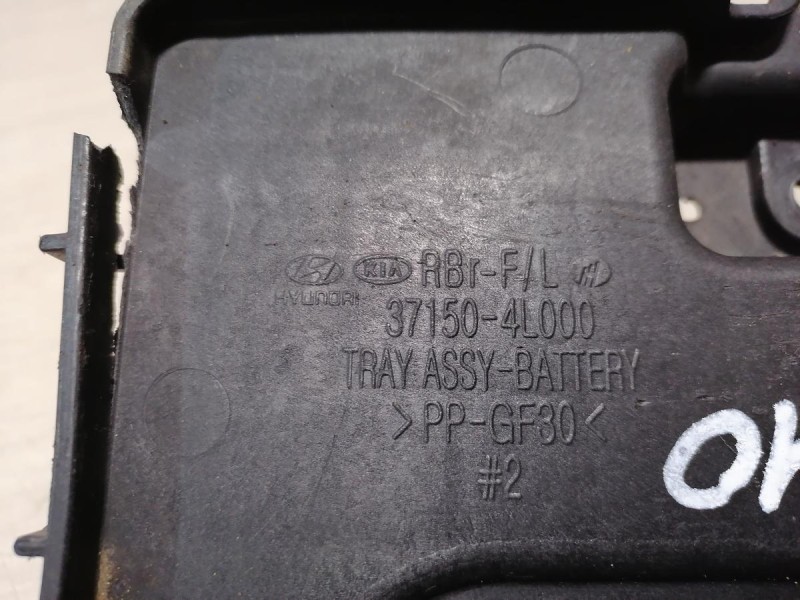 HYUNDAI KIA RBr-F/L
37150-4L000
TRAY ASSY-BATTERY
>PP-GF30<
#2